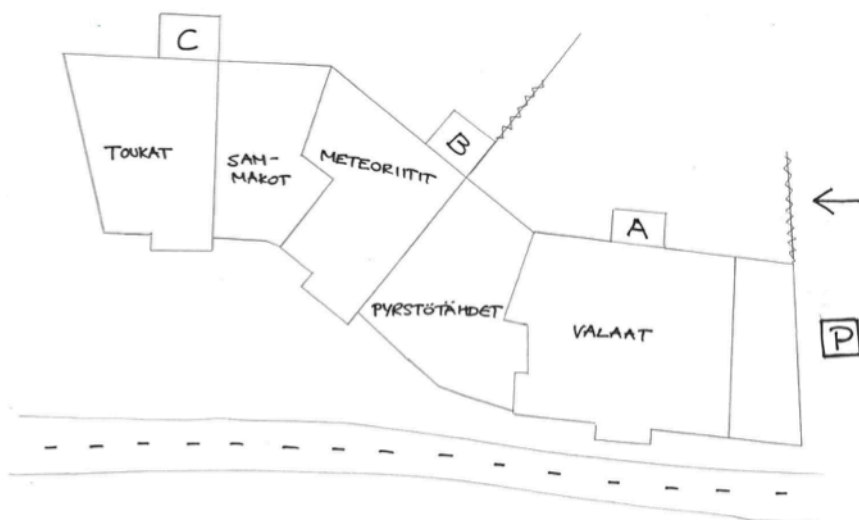 C
TOUKAT
SAM-
MAKOT
METEORIITIT
B
PYRSTÖTÄHDET
A
VALAAT
P